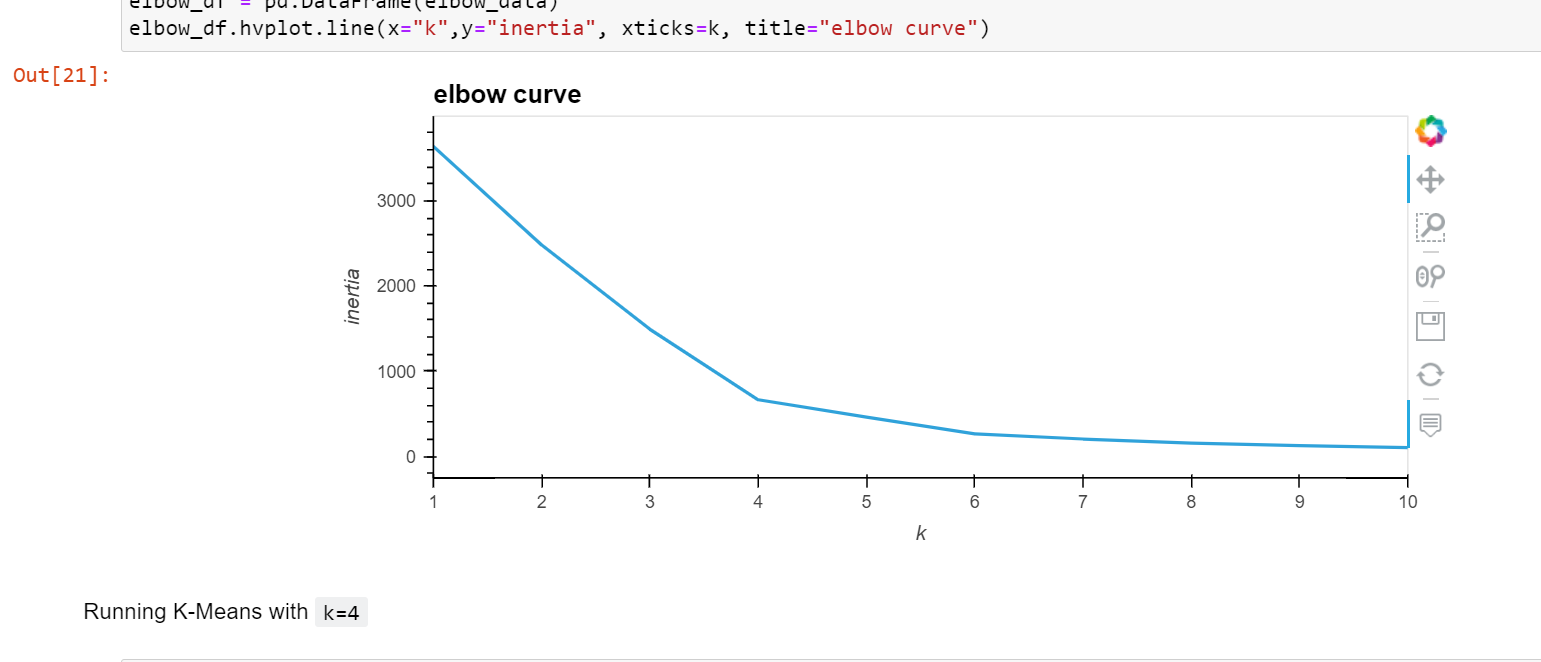 elbow_df = pd.DataFrame(elbow_data)
elbow_df.hvplot.line(x="k",y="inertia", xticks=k, title="elbow curve")
Out[21]:
elbow curve
inertia
3000
2000
1000
0
1 2 3 4 5 6 7 8 9 10
k
Running K-Means with k=4